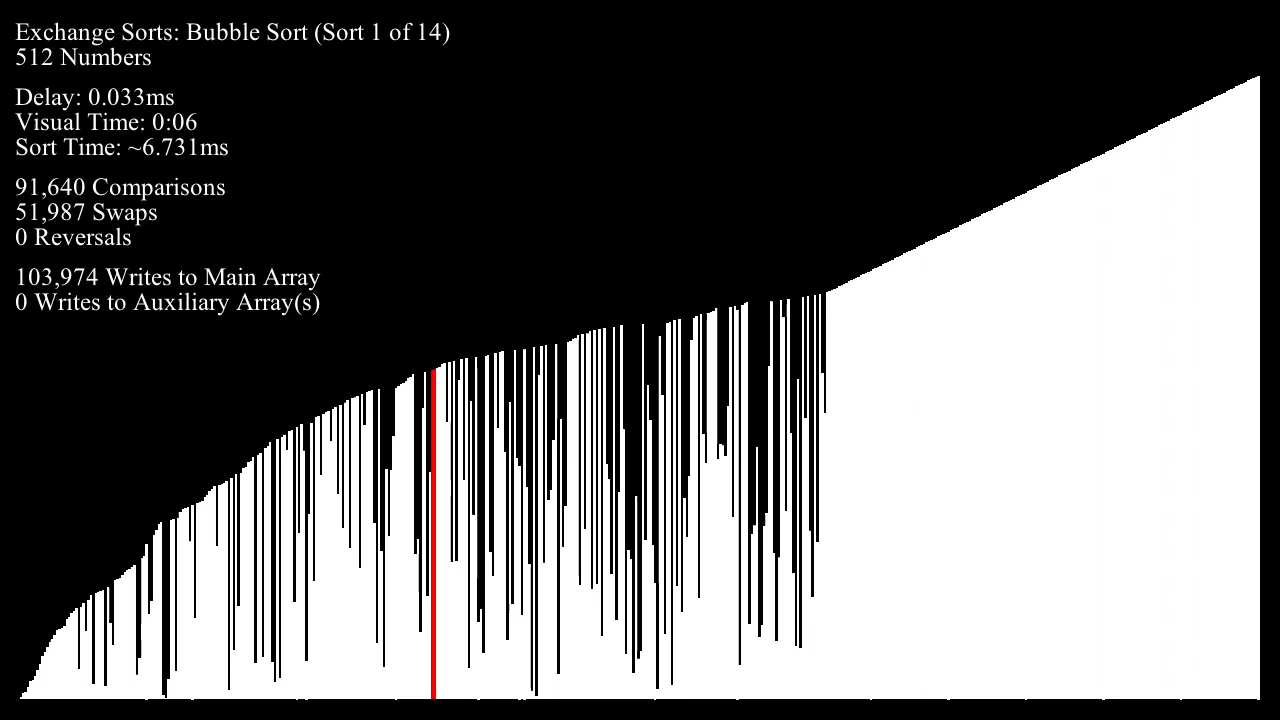 Exchange Sorts: Bubble Sort (Sort 1 of 14)
512 Numbers
Delay: 0.033ms
Visual Time: 0:06
Sort Time: ~6.731ms
91,640 Comparisons
51,987 Swaps
0 Reversals
103,974 Writes to Main Array
0 Writes to Auxiliary Array(s)